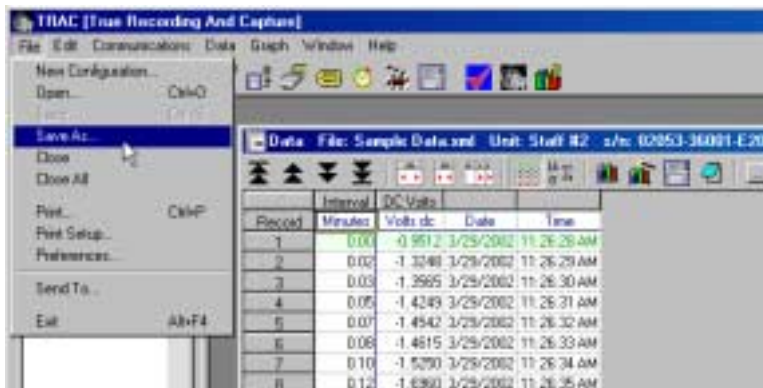 TRAC [True Recording And Capture]
File Edit Communications Data Graph Window Help
New Configuration...
Open... Ctrl+O
Save As...
Close
Close All
Print... Ctrl+P
Print Setup...
Preferences...
Send To...
Exit Alt+F4
Data File: Sample Data.xml Unit: Staff #2 s/n: 02053-36001-E20
Interval DC Volts
Record Minutes Volts dc Date Time
1 0.00 -0.9512 3/29/2002 11:26:28 AM
2 0.02 -1.3248 3/29/2002 11:26:29 AM
3 0.03 -1.3965 3/29/2002 11:26:30 AM
4 0.05 -1.4249 3/29/2002 11:26:31 AM
5 0.07 -1.4542 3/29/2002 11:26:32 AM
6 0.08 -1.4615 3/29/2002 11:26:33 AM
7 0.10 -1.5250 3/29/2002 11:26:34 AM
8 0.12 3/29/2002 11:26:35 AM